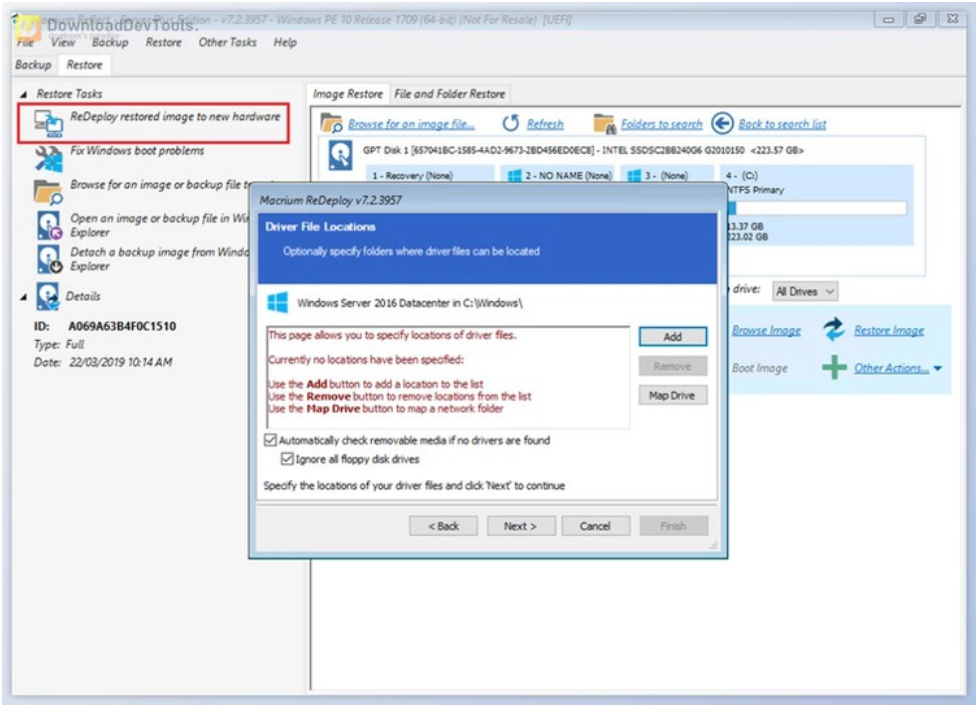 DownloadDevTools.
Macrium Reflect - Server Plus Edition - v7.2.3957 - Windows PE 10 Release 1709 (64-bit) (Not For Resale) [UEFI]
File View Backup Restore Other Tasks Help
Backup Restore
Restore Tasks
ReDeploy restored image to new hardware
Fix Windows boot problems
Browse for an image or backup file t
Open an image or backup file in Wi
Explorer
Detach a backup image from Windo
Explorer
Details
ID: A069A63B4F0C1510
Type: Full
Date: 22/03/2019 10:14 AM
Image Restore File and Folder Restore
Browse for an image file... Refresh Folders to search Back to search list
GPT Disk 1 [657041BC-1585-4AD2-9673-2BD456ED0EC8] - INTEL SSDSC2BB240G6 G2010150 <223.57 GB>
1 - Recovery (None) 2 - NO NAME (None) 3 - (None) 4 - (C:)
NTFS Primary
13.37 GB
223.02 GB
drive: All Drives
Browse Image Restore Image
Boot Image Other Actions...
Macrium ReDeploy v7.2.3957
Driver File Locations
Optionally specify folders where driver files can be located
Windows Server 2016 Datacenter in C:\Windows\
This page allows you to specify locations of driver files.
Currently no locations have been specified:
Use the Add button to add a location to the list
Use the Remove button to remove locations from the list
Use the Map Drive button to map a network folder
Add
Remove
Map Drive
Automatically check removable media if no drivers are found
Ignore all floppy disk drives
Specify the locations of your driver files and click 'Next' to continue
< Back Next > Cancel Finish